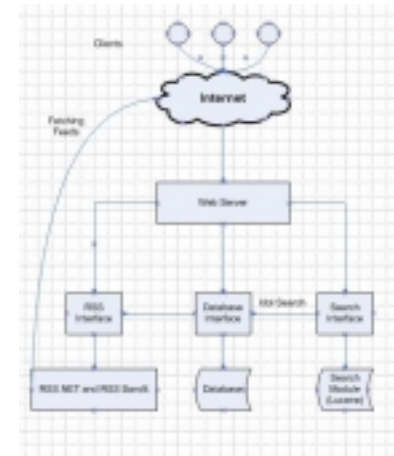 Clients
Internet
Fetching
Feeds
Web Server
RSS
Interface
Database
Interface
Search
Search
Interface
RSS.NET and RSS Bandit
Database
Search
Module
(Lucene)